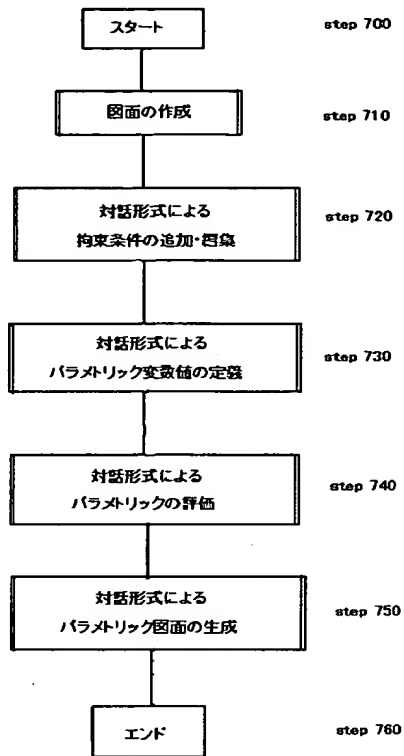 スタート
step 700
図面の作成
step 710
対話形式による
拘束条件の追加・編集
step 720
対話形式による
パラメトリック変数値の定義
step 730
対話形式による
パラメトリックの評価
step 740
対話形式による
パラメトリック図面の生成
step 750
エンド
step 760